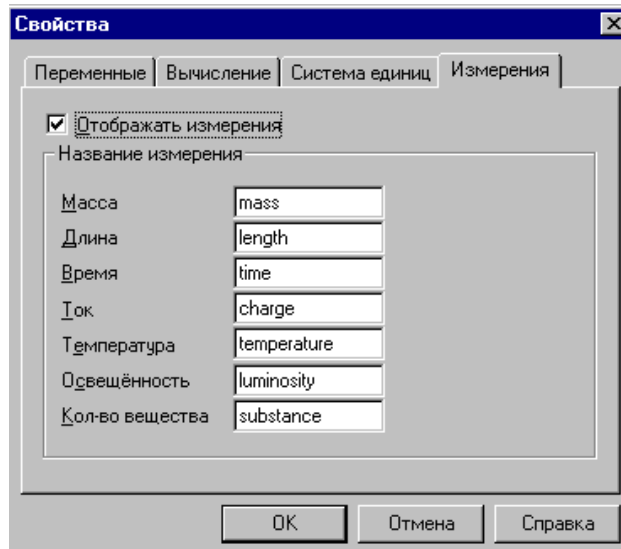 Свойства
Переменные Вычисление Система единиц Измерения
Отображать измерения
Название измерения
Масса mass
Длина length
Время time
Ток charge
Температура temperature
Освещённость luminosity
Кол-во вещества substance
OK Отмена Справка